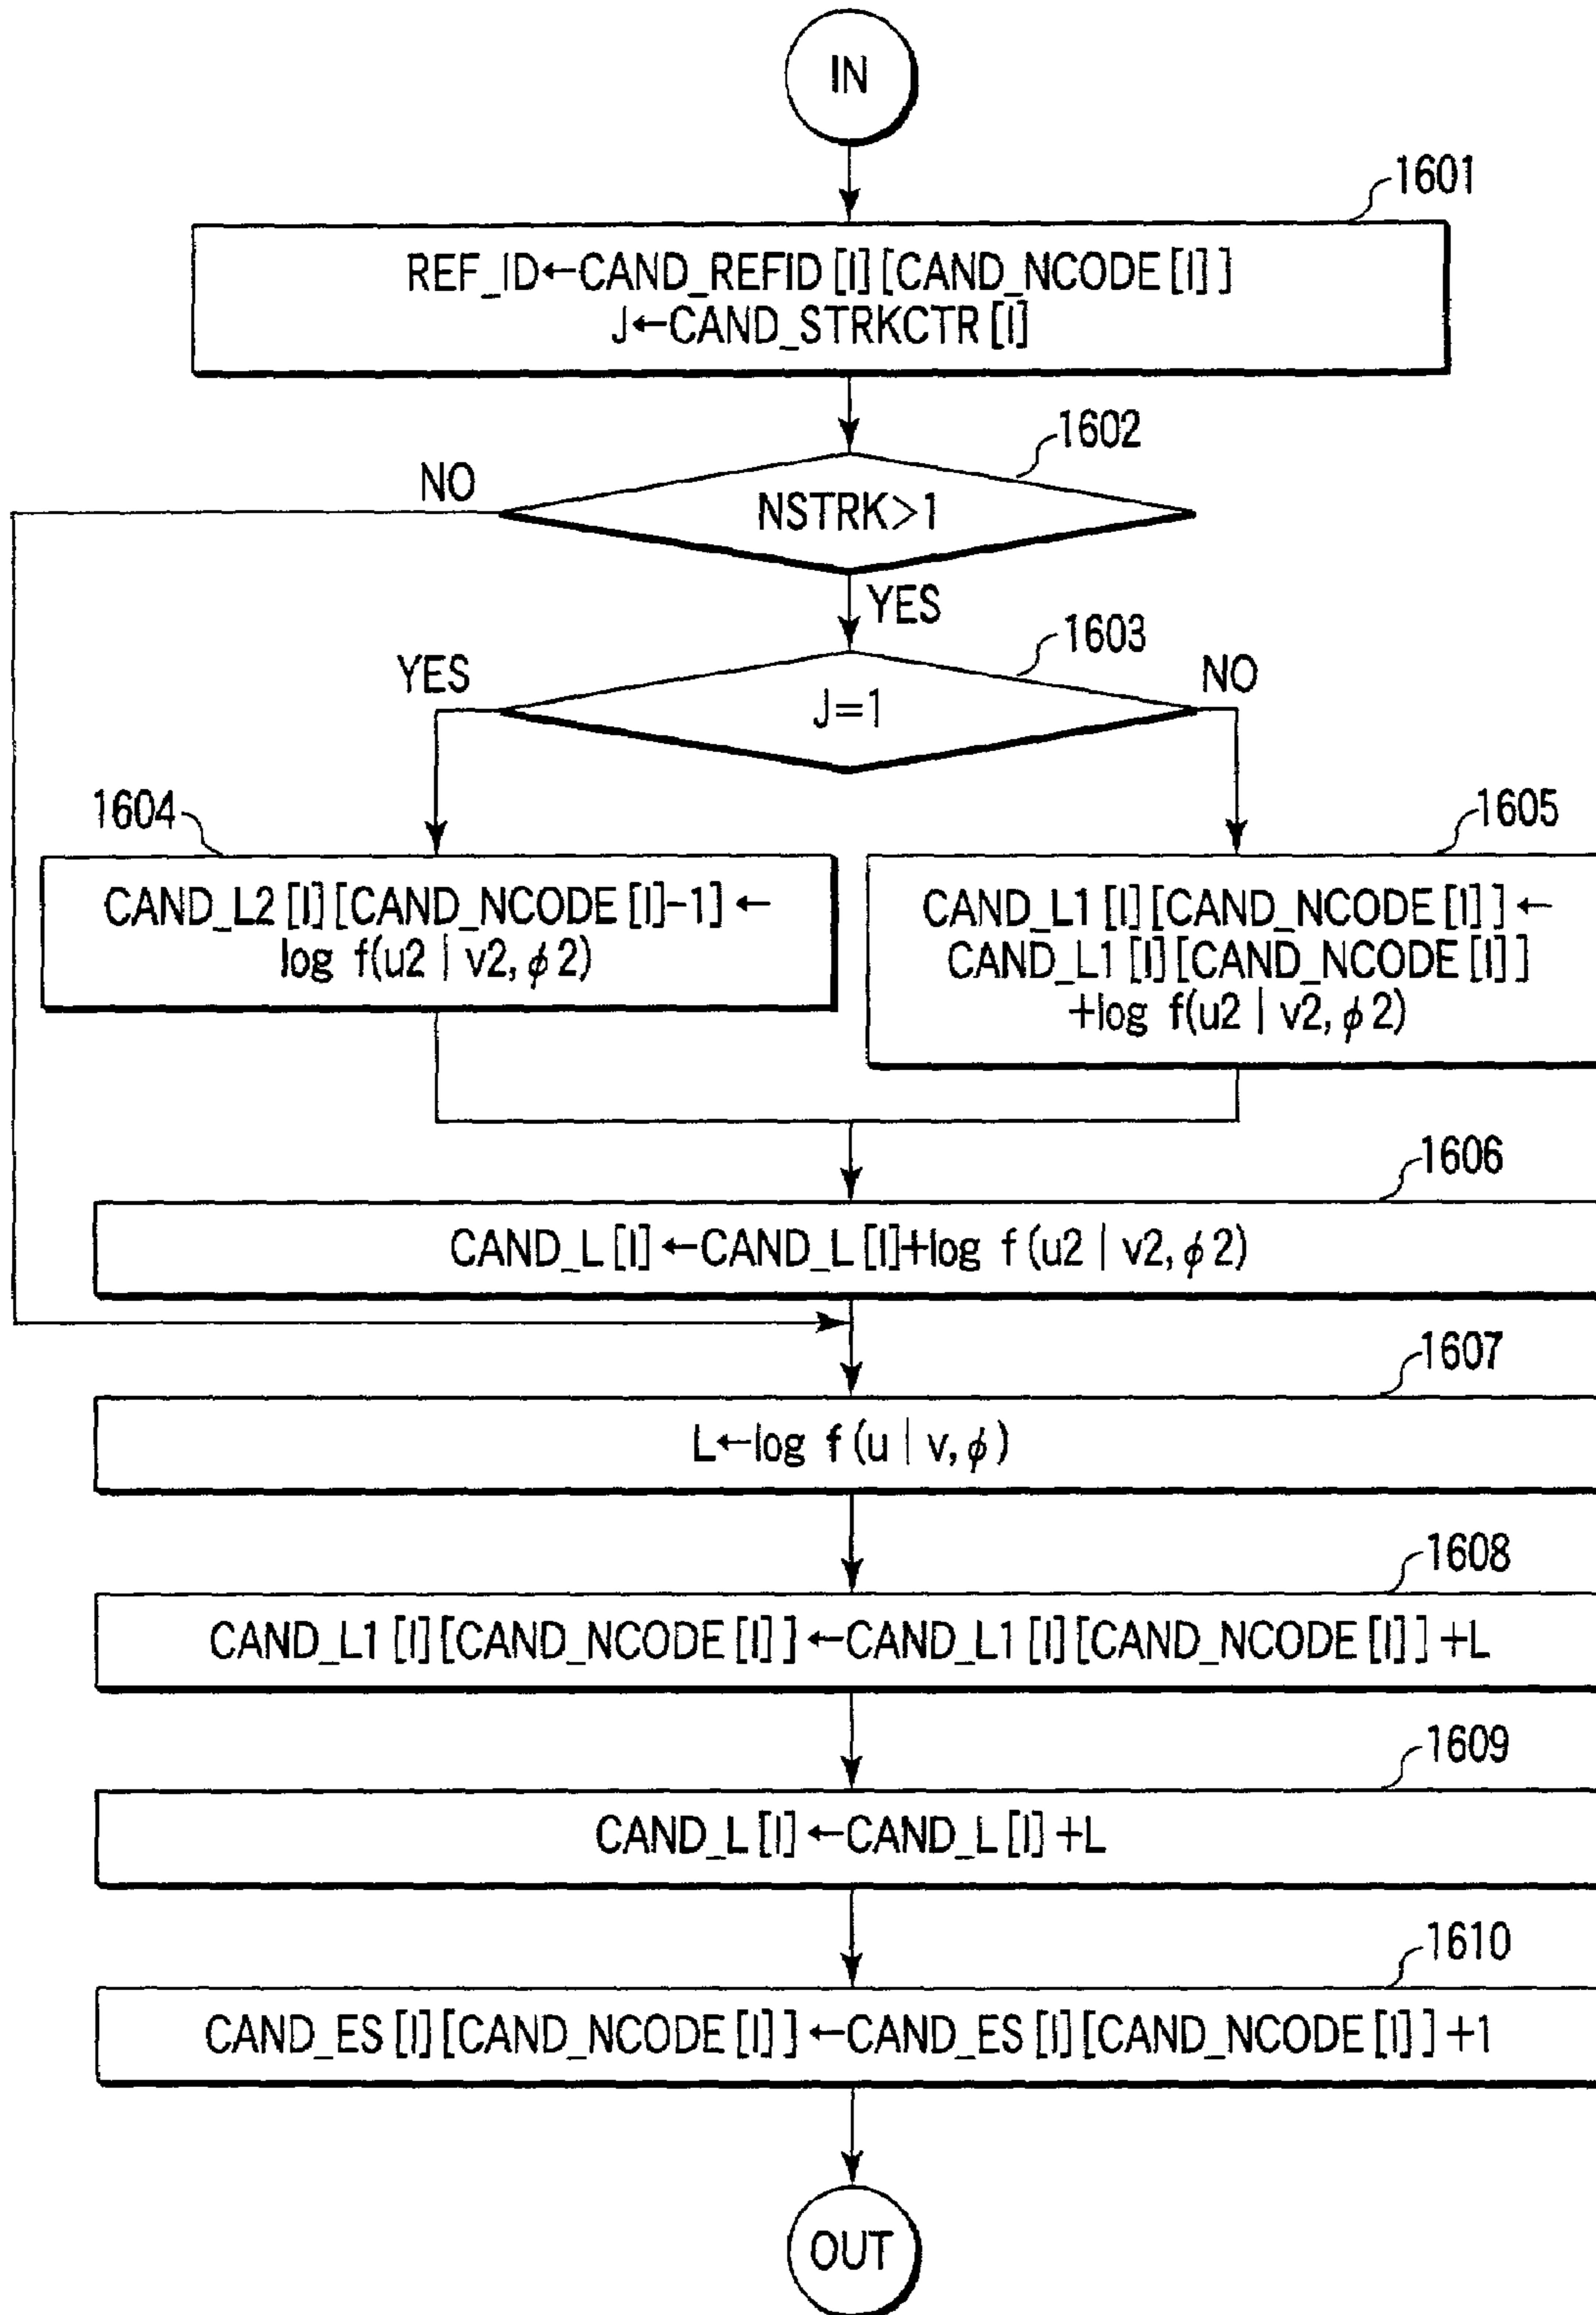 IN
1601
REF_ID←CAND_REFID[I][CAND_NCODE[I]]
J←CAND_STRKCTR[I]
1602
NO
NSTRK>1
YES
1603
YES
NO
J=1
1604
1605
CAND_L2[I][CAND_NCODE[I]-1]←
log f(u2 | v2, ϕ2)
CAND_L1[I][CAND_NCODE[I]]←
CAND_L1[I][CAND_NCODE[I]]
+log f(u2 | v2, ϕ2)
1606
CAND_L[I]←CAND_L[I]+log f(u2 | v2, ϕ2)
1607
L←log f(u | v, ϕ)
1608
CAND_L1[I][CAND_NCODE[I]]←CAND_L1[I][CAND_NCODE[I]]+L
1609
CAND_L[I]←CAND_L[I]+L
1610
CAND_ES[I][CAND_NCODE[I]]←CAND_ES[I][CAND_NCODE[I]]+1
OUT